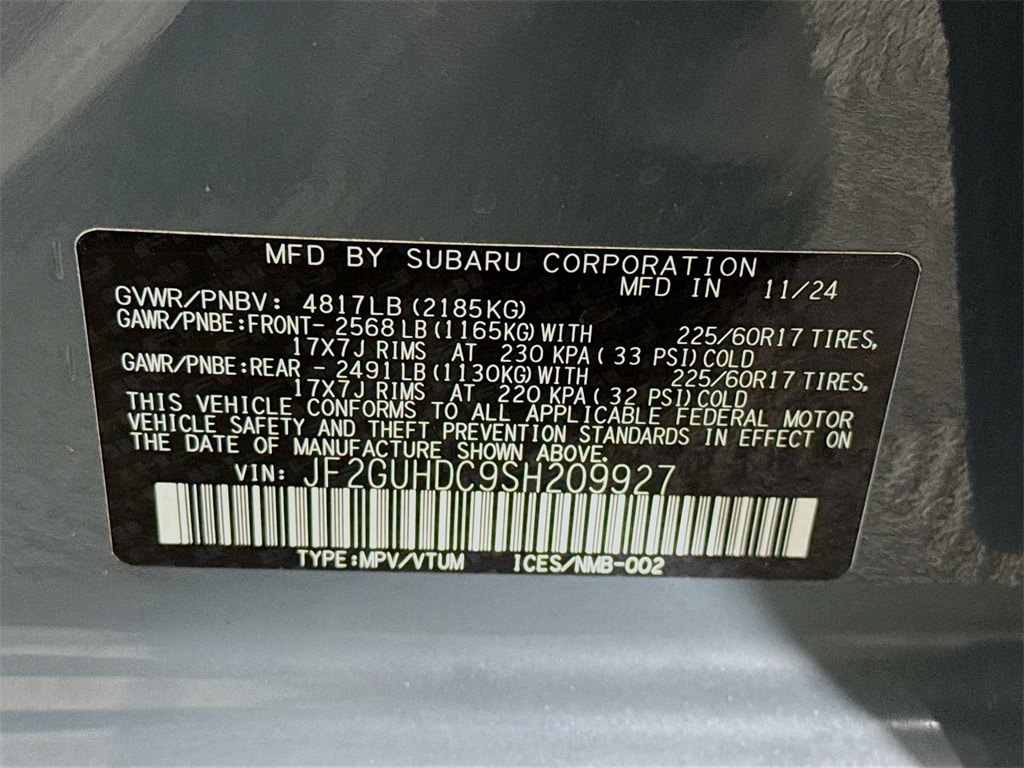 MFD BY SUBARU CORPORATION
MFD IN 11/24
GVWR/PNBV: 4817LB (2185KG)
GAWR/PNBE:FRONT- 2568 LB (1165KG) WITH 225/60R17 TIRES,
17X7J RIMS AT 230 KPA ( 33 PSI) COLD
GAWR/PNBE:REAR - 2491 LB (1130KG) WITH 225/60R17 TIRES,
17X7J RIMS AT 220 KPA ( 32 PSI) COLD
THIS VEHICLE CONFORMS TO ALL APPLICABLE FEDERAL MOTOR
VEHICLE SAFETY AND THEFT PREVENTION STANDARDS IN EFFECT ON
THE DATE OF MANUFACTURE SHOWN ABOVE.
VIN: JF2GUHDC9SH209927
TYPE:MPV/VTUM ICES/NMB-002